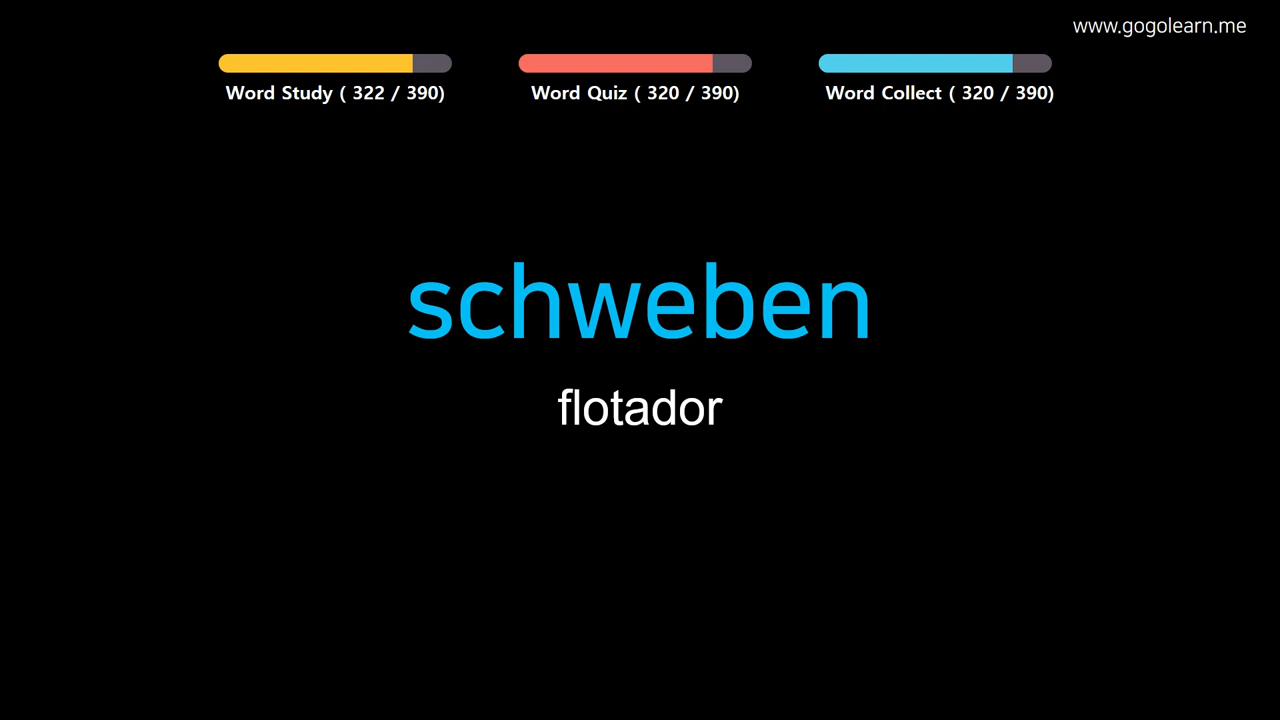 www.gogolearn.me
Word Study ( 322 / 390)
Word Quiz ( 320 / 390)
Word Collect ( 320 / 390)
schweben
flotador